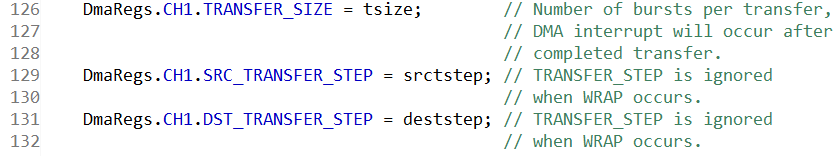 126 DmaRegs.CH1.TRANSFER_SIZE = tsize; // Number of bursts per transfer,
127 // DMA interrupt will occur after
128 // completed transfer.
129 DmaRegs.CH1.SRC_TRANSFER_STEP = srctstep; // TRANSFER_STEP is ignored
130 // when WRAP occurs.
131 DmaRegs.CH1.DST_TRANSFER_STEP = deststep; // TRANSFER_STEP is ignored
132 // when WRAP occurs.